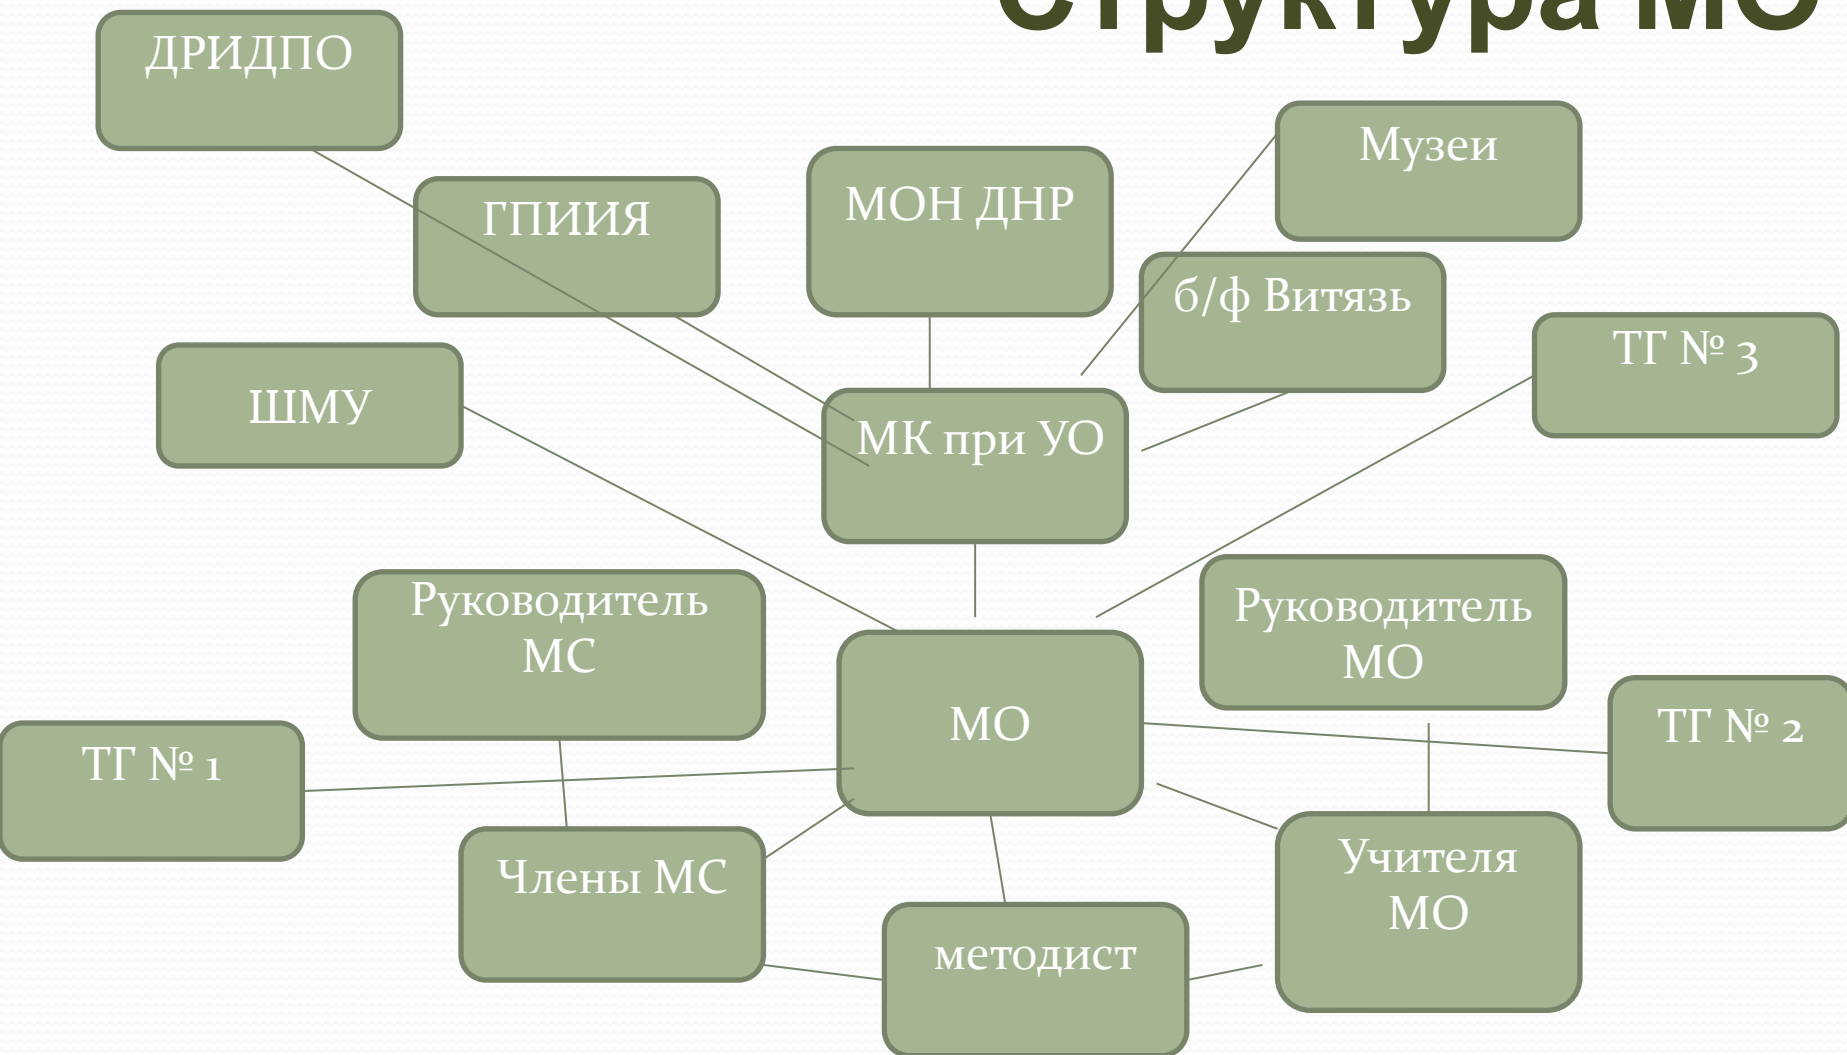 Структура МО
ДРИДПО
Музеи
ГПИИЯ
МОН ДНР
б/ф Витязь
ТГ № 3
ШМУ
МК при УО
Руководитель
МС
Руководитель
МО
МО
ТГ № 2
ТГ № 1
Члены МС
Учителя
МО
методист